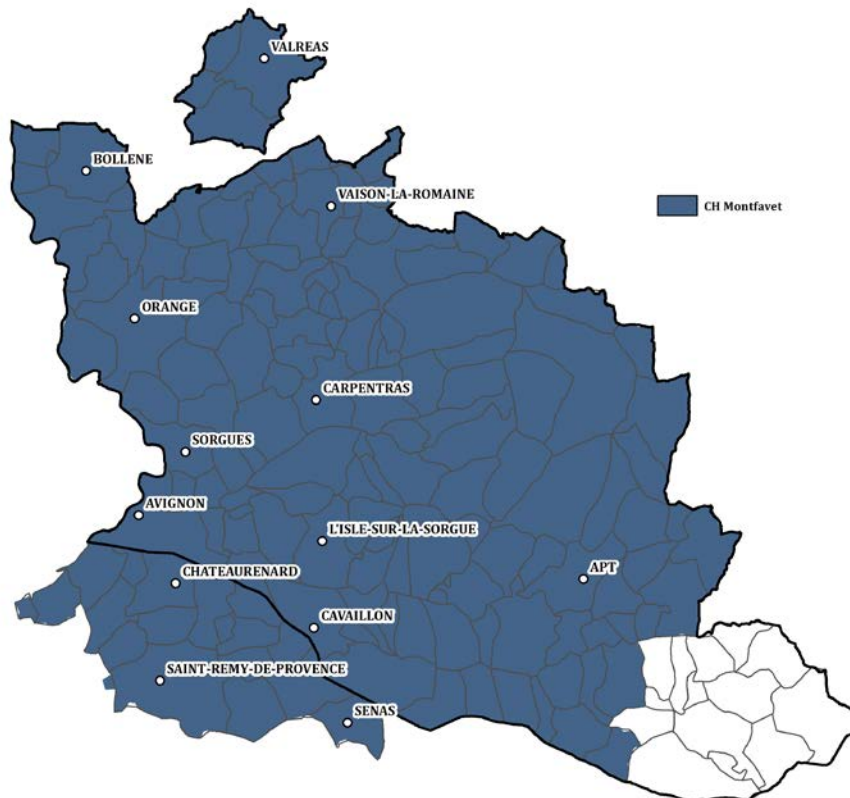 VALREAS
BOLLENE
VAISON-LA-ROMAINE
CH Montfavet
ORANGE
CARPENTRAS
SORGUES
AVIGNON
L'ISLE-SUR-LA-SORGUE
APT
CHATEAURENARD
CAVAILLON
SAINT-REMY-DE-PROVENCE
SENAS